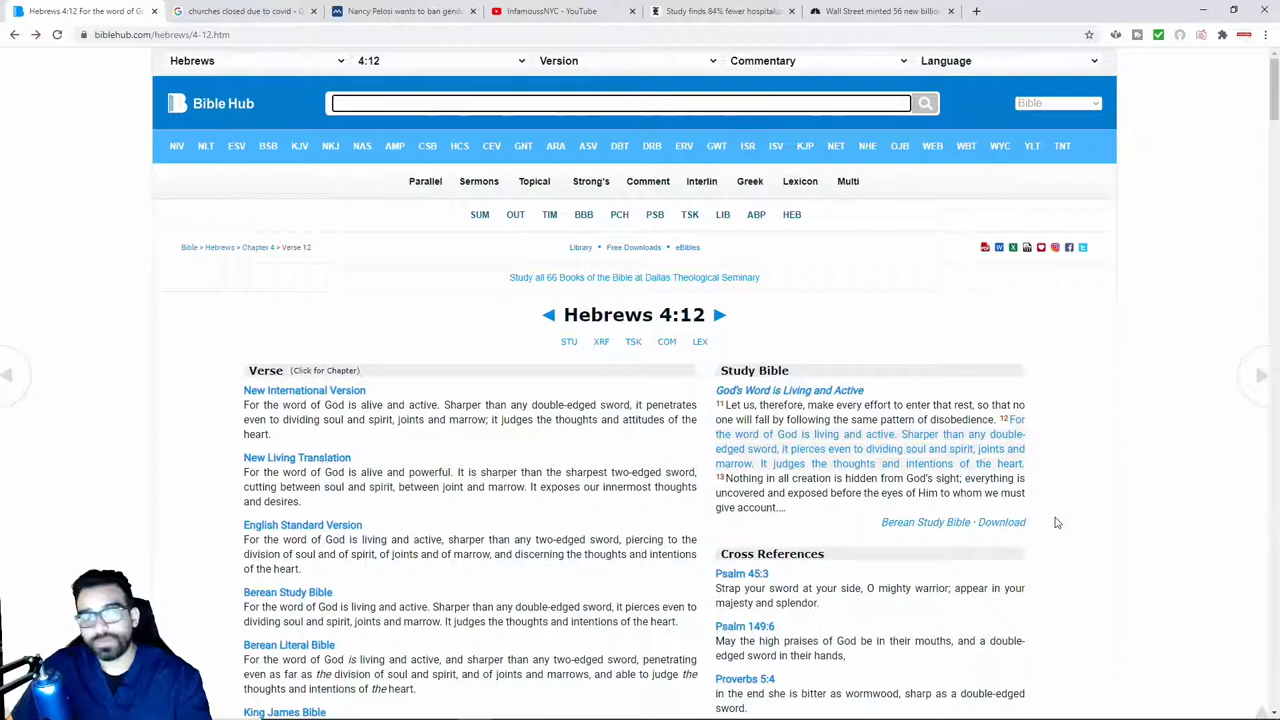 Hebrews 4:12 For the word of Go
churches closed due to covid - G
Nancy Pelosi wants to ban gende
InfamoussNYC - YouTube
Study finds 84% fewer hospitaliz
Wall Street minted 56 new billion
biblehub.com/hebrews/4-12.htm
Hebrews 4:12 Version Commentary Language
Bible Hub
Bible
NIV NLT ESV BSB KJV NKJ NAS AMP CSB HCS CEV GNT ARA ASV DBT DRB ERV GWT ISR ISV KJP NET NHE OJB WEB WBT WYC YLT TNT
Parallel Sermons Topical Strong's Comment Interlin Greek Lexicon Multi
SUM OUT TIM BBB PCH PSB TSK LIB ABP HEB
Bible > Hebrews > Chapter 4 > Verse 12
Library • Free Downloads • eBibles
Study all 66 Books of the Bible at Dallas Theological Seminary
◄ Hebrews 4:12 ►
STU XRF TSK COM LEX
Verse (Click for Chapter)
New International Version
For the word of God is alive and active. Sharper than any double-edged sword, it penetrates
even to dividing soul and spirit, joints and marrow; it judges the thoughts and attitudes of the
heart.
New Living Translation
For the word of God is alive and powerful. It is sharper than the sharpest two-edged sword,
cutting between soul and spirit, between joint and marrow. It exposes our innermost thoughts
and desires.
English Standard Version
For the word of God is living and active, sharper than any two-edged sword, piercing to the
division of soul and of spirit, of joints and of marrow, and discerning the thoughts and intentions
of the heart.
Berean Study Bible
For the word of God is living and active. Sharper than any double-edged sword, it pierces even to
dividing soul and spirit, joints and marrow. It judges the thoughts and intentions of the heart.
Berean Literal Bible
For the word of God is living and active, and sharper than any two-edged sword, penetrating
even as far as the division of soul and spirit, and of joints and marrows, and able to judge the
thoughts and intentions of the heart.
King James Bible
Study Bible
God's Word is Living and Active
11Let us, therefore, make every effort to enter that rest, so that no
one will fall by following the same pattern of disobedience. 12For
the word of God is living and active. Sharper than any double-
edged sword, it pierces even to dividing soul and spirit, joints and
marrow. It judges the thoughts and intentions of the heart.
13Nothing in all creation is hidden from God's sight; everything is
uncovered and exposed before the eyes of Him to whom we must
give account.…
Berean Study Bible · Download
Cross References
Psalm 45:3
Strap your sword at your side, O mighty warrior; appear in your
majesty and splendor.
Psalm 149:6
May the high praises of God be in their mouths, and a double-
edged sword in their hands,
Proverbs 5:4
in the end she is bitter as wormwood, sharp as a double-edged
sword.